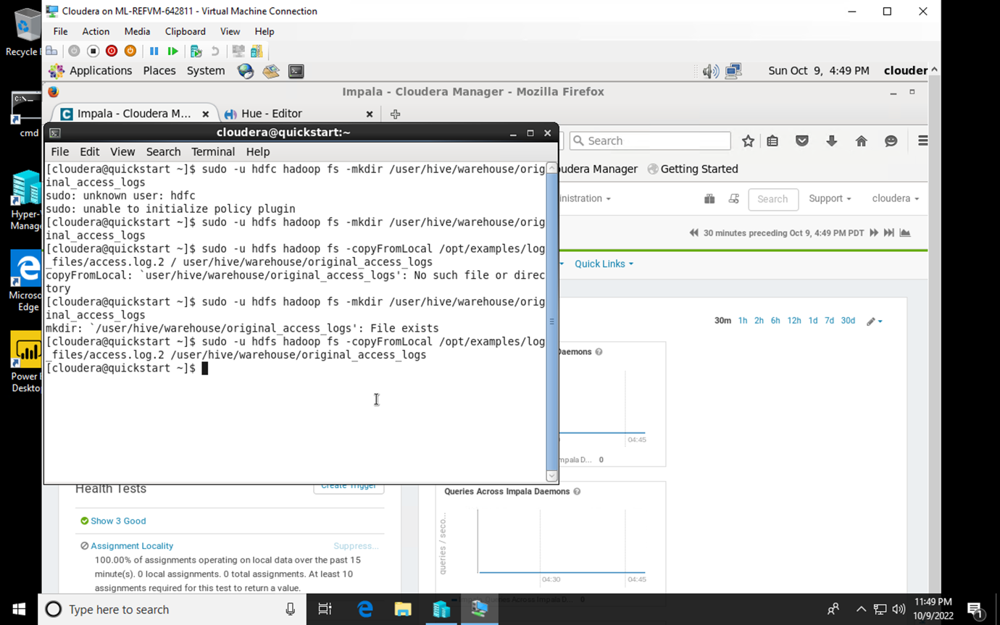 Recycle
cmd
Hyper-
Manage
Micros
Edge
Power
Deskto
Cloudera on ML-REFVM-642811 - Virtual Machine Connection
File Action Media Clipboard View Help
Applications Places System
Sun Oct 9, 4:49 PM clouder
Impala - Cloudera Manager - Mozilla Firefox
Impala - Cloudera M... Hue - Editor
cloudera@quickstart:~
Search
File Edit View Search Terminal Help
oudera Manager Getting Started
ministration Search Support cloudera
30 minutes preceding Oct 9, 4:49 PM PDT
Quick Links
30m 1h 2h 6h 12h 1d 7d 30d
[cloudera@quickstart ~]$ sudo -u hdfc hadoop fs -mkdir /user/hive/warehouse/orig
inal_access_logs
sudo: unknown user: hdfc
sudo: unable to initialize policy plugin
[cloudera@quickstart ~]$ sudo -u hdfs hadoop fs -mkdir /user/hive/warehouse/orig
inal_access_logs
[cloudera@quickstart ~]$ sudo -u hdfs hadoop fs -copyFromLocal /opt/examples/log
_files/access.log.2 / user/hive/warehouse/original_access_logs
copyFromLocal: `user/hive/warehouse/original_access_logs': No such file or direc
tory
[cloudera@quickstart ~]$ sudo -u hdfs hadoop fs -mkdir /user/hive/warehouse/orig
inal_access_logs
mkdir: `/user/hive/warehouse/original_access_logs': File exists
[cloudera@quickstart ~]$ sudo -u hdfs hadoop fs -copyFromLocal /opt/examples/log
_files/access.log.2 /user/hive/warehouse/original_access_logs
[cloudera@quickstart ~]$
Daemons
04:45
mpala D... 0
Health Tests
Create Trigger
Show 3 Good
Assignment Locality Suppress...
100.00% of assignments operating on local data over the past 15
minute(s). 0 local assignments. 0 total assignments. At least 10
assignments required for this test to return a value.
Queries Across Impala Daemons
queries / seco...
04:30 04:45
Queries Across Impala D... 0
Type here to search
11:49 PM
10/9/2022
1